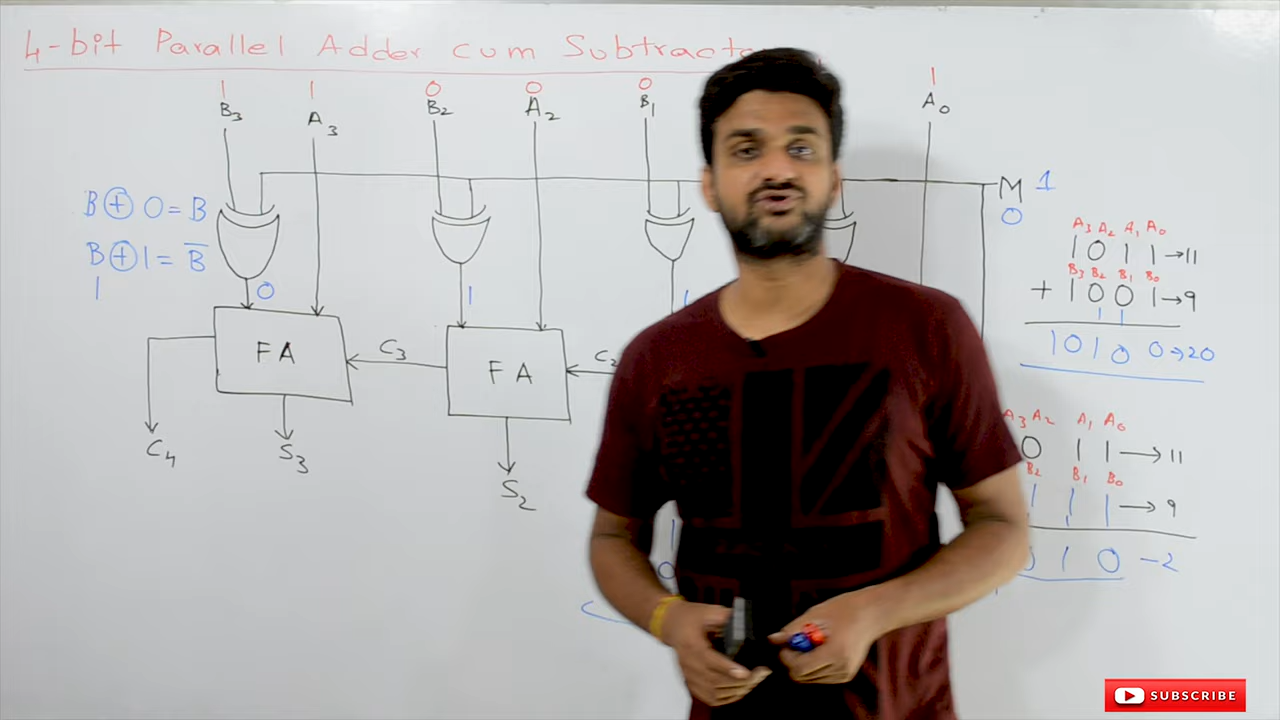 4-bit Parallel Adder cum Subtracto
1 1 0 0 0 1
B3 A3 B2 A2 B1 A0
M 1
0
B ⊕ 0 = B
B ⊕ 1 = B̅
1
0 1
FA C3 FA C2
C4 S3 S2
A3 A2 A1 A0
1 0 1 1 → 11
B3 B2 B1 B0
+ 1 0 0 1 → 9
1 1
1 0 1 0 0 → 20
A3 A2 A1 A0
0 1 1 → 11
B2 B1 B0
1 1 1 → 9
0 1 0 - 2
SUBSCRIBE